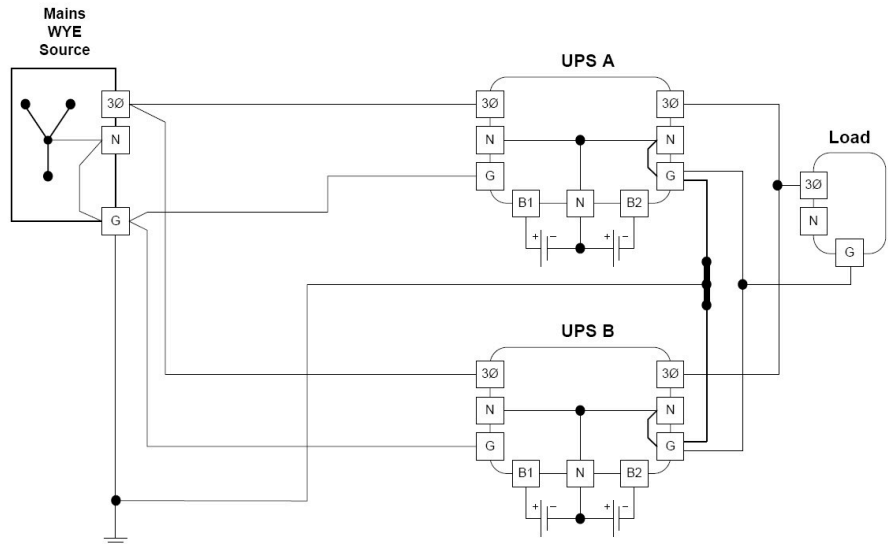 Mains
WYE
Source
3Ø
N
G
UPS A
3Ø
N
G
3Ø
N
G
B1
N
B2
+ −
+ −
Load
3Ø
N
G
UPS B
3Ø
N
G
3Ø
N
G
B1
N
B2
+ −
+ −